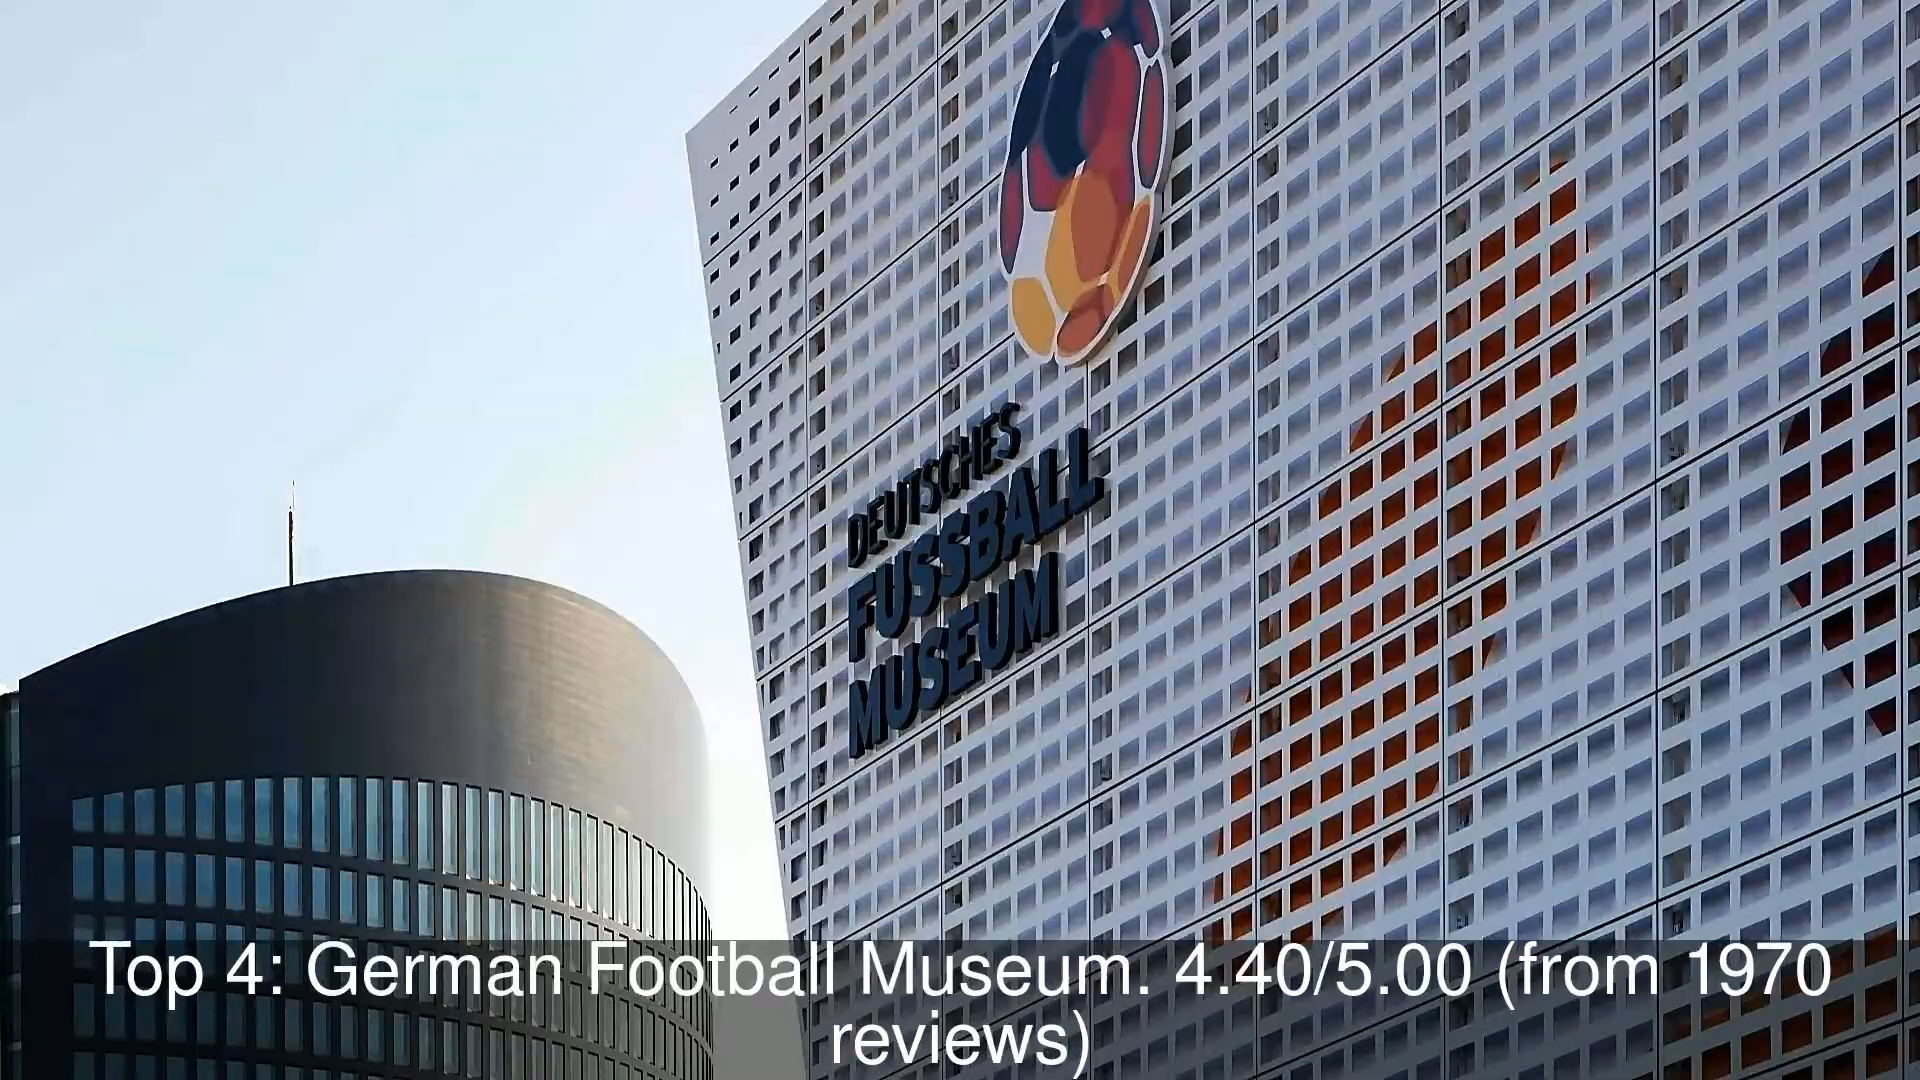 DEUTSCHES
FUSSBALL
MUSEUM
Top 4: German Football Museum. 4.40/5.00 (from 1970
reviews)